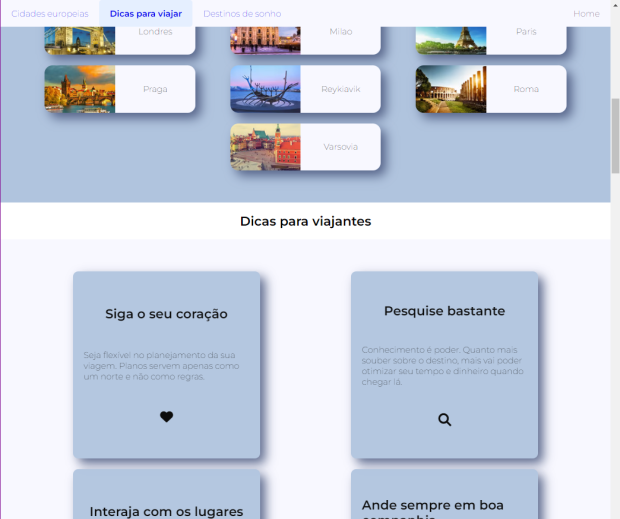 Cidades europeias Dicas para viajar Destinos de sonho Home
Londres Milao Paris
Praga Reykiavik Roma
Varsovia
Dicas para viajantes
Siga o seu coração
Seja flexível no planejamento da sua
viagem. Planos servem apenas como
um norte e não como regras.
Pesquise bastante
Conhecimento é poder. Quanto mais
souber sobre o destino, mais vai poder
otimizar seu tempo e dinheiro quando
chegar lá.
Interaja com os lugares
Ande sempre em boa
companhia